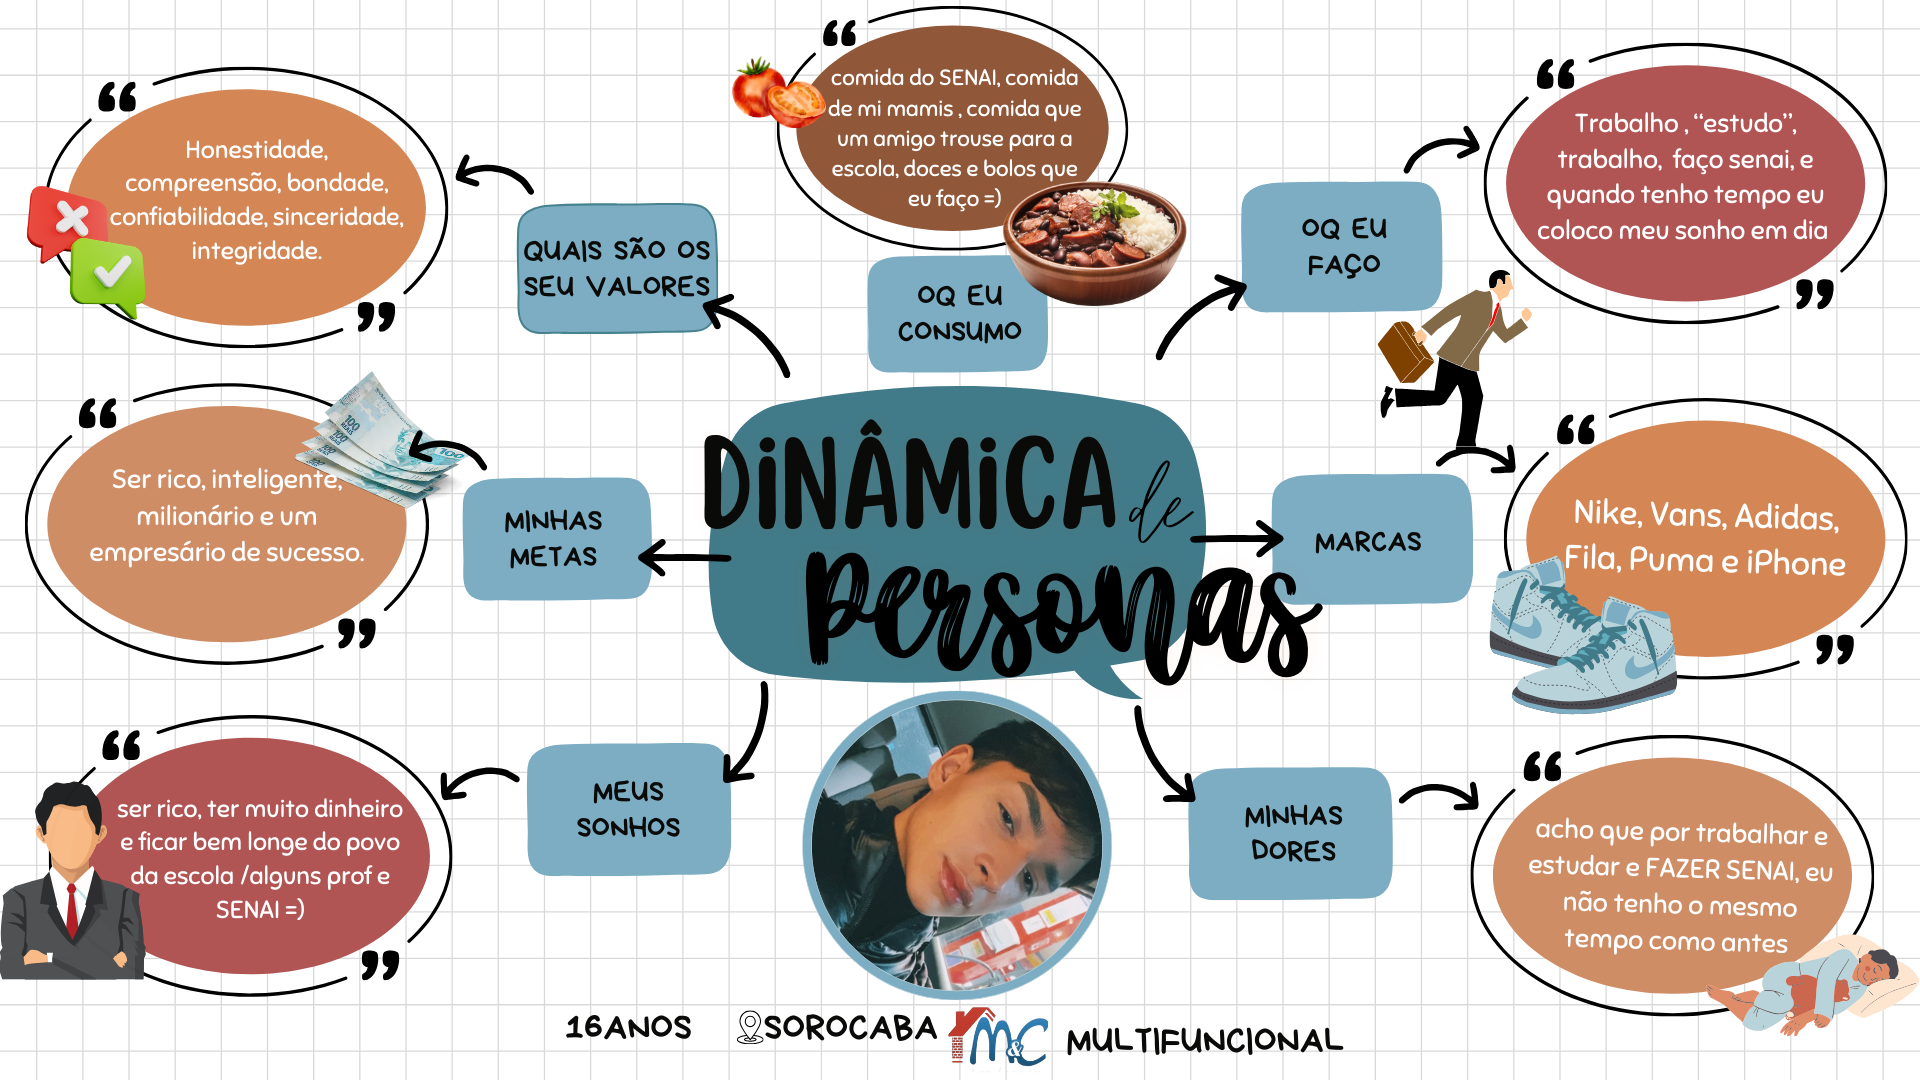 Honestidade,
compreensão, bondade,
confiabilidade, sinceridade,
integridade.
QUAIS SÃO OS
SEU VALORES
comida do SENAI, comida
de mi mamis , comida que
um amigo trouse para a
escola, doces e bolos que
eu faço =)
OQ EU
CONSUMO
OQ EU
FAÇO
Trabalho , “estudo”,
trabalho, faço senai, e
quando tenho tempo eu
coloco meu sonho em dia
Ser rico, inteligente,
milionário e um
empresário de sucesso.
100
REAIS
100
100
MINHAS
METAS
DiNÂMiCA de
Personas
MARCAS
Nike, Vans, Adidas,
Fila, Puma e iPhone
ser rico, ter muito dinheiro
e ficar bem longe do povo
da escola /alguns prof e
SENAI =)
MEUS
SONHOS
MINHAS
DORES
acho que por trabalhar e
estudar e FAZER SENAI, eu
não tenho o mesmo
tempo como antes
16ANOS
SOROCABA
M&C
MULTIFUNCIONAL